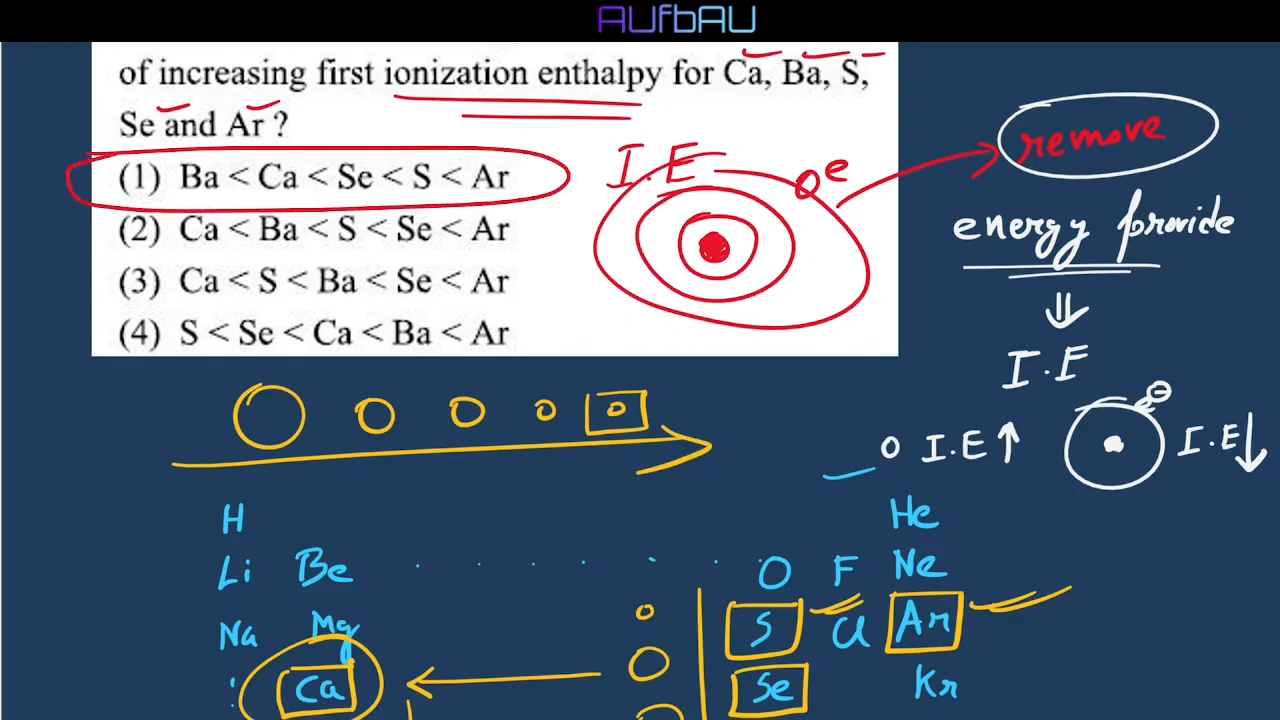 AUFBAU
of increasing first ionization enthalpy for Ca, Ba, S,
Se and Ar ?
(1) Ba < Ca < Se < S < Ar
(2) Ca < Ba < S < Se < Ar
(3) Ca < S < Ba < Se < Ar
(4) S < Se < Ca < Ba < Ar
I.E
e
remove
energy provide
⇓
I.E
I.E↑
I.E↓
H He
Li Be . . . . . . O F Ne
Na Mg S Cl Ar
Ca Se Kr